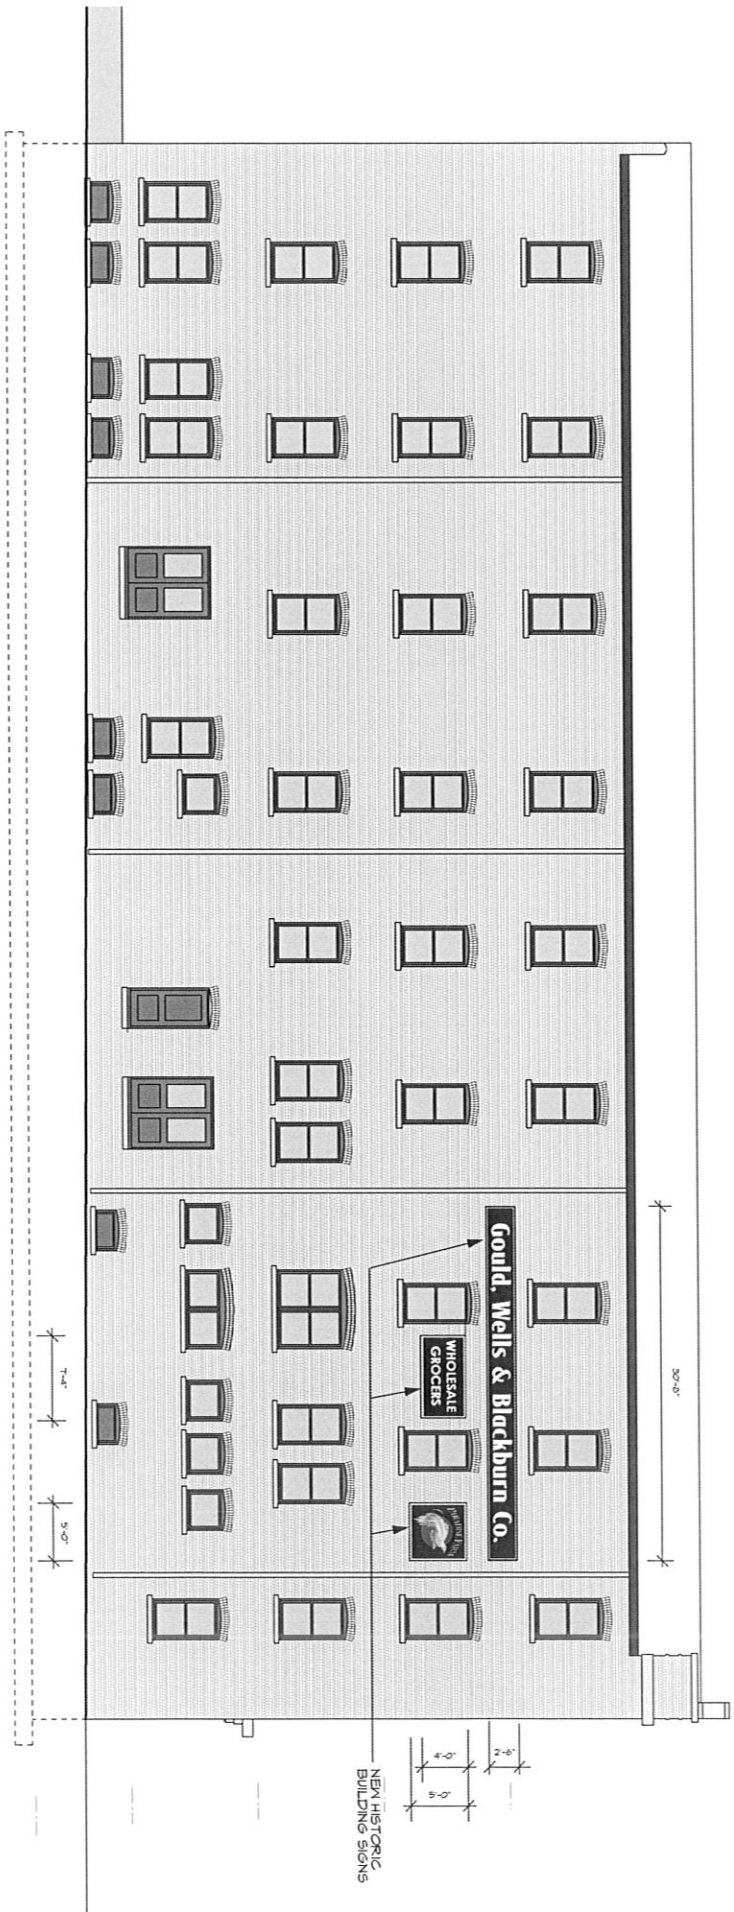 30'-8"
Gould, Wells & Blackburn Co.
WHOLESALE
GROCERS
2'-6"
4'-0"
5'-0"
NEW HISTORIC
BUILDING SIGNS
7'-4"
5'-0"